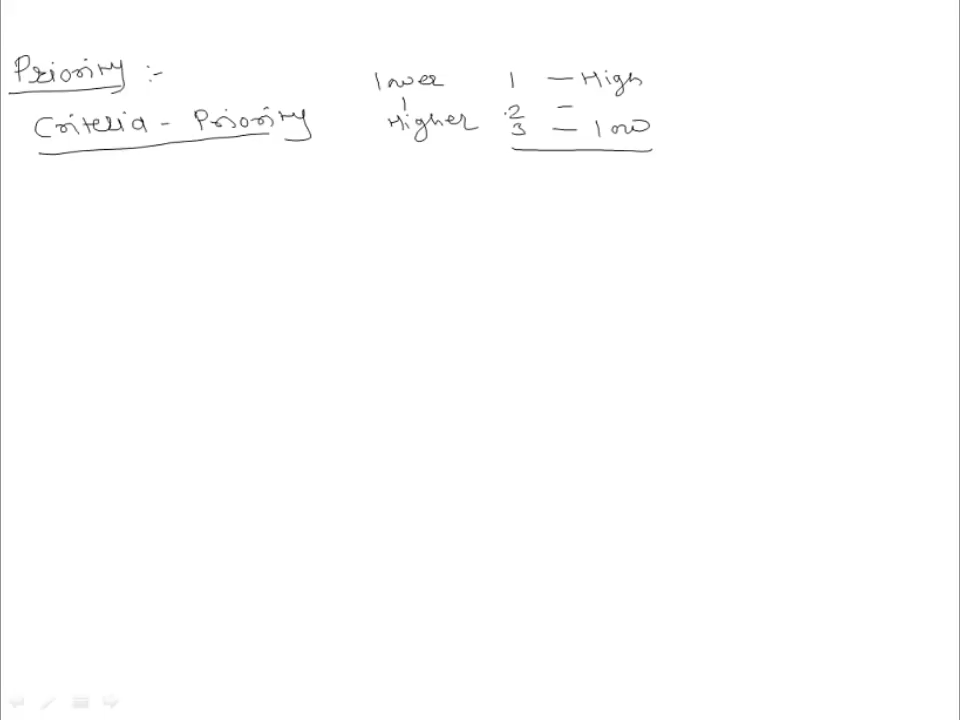 Priority :-
Criteria - Priority
lower 1 — High
| 
Higher 2 –
3 — low